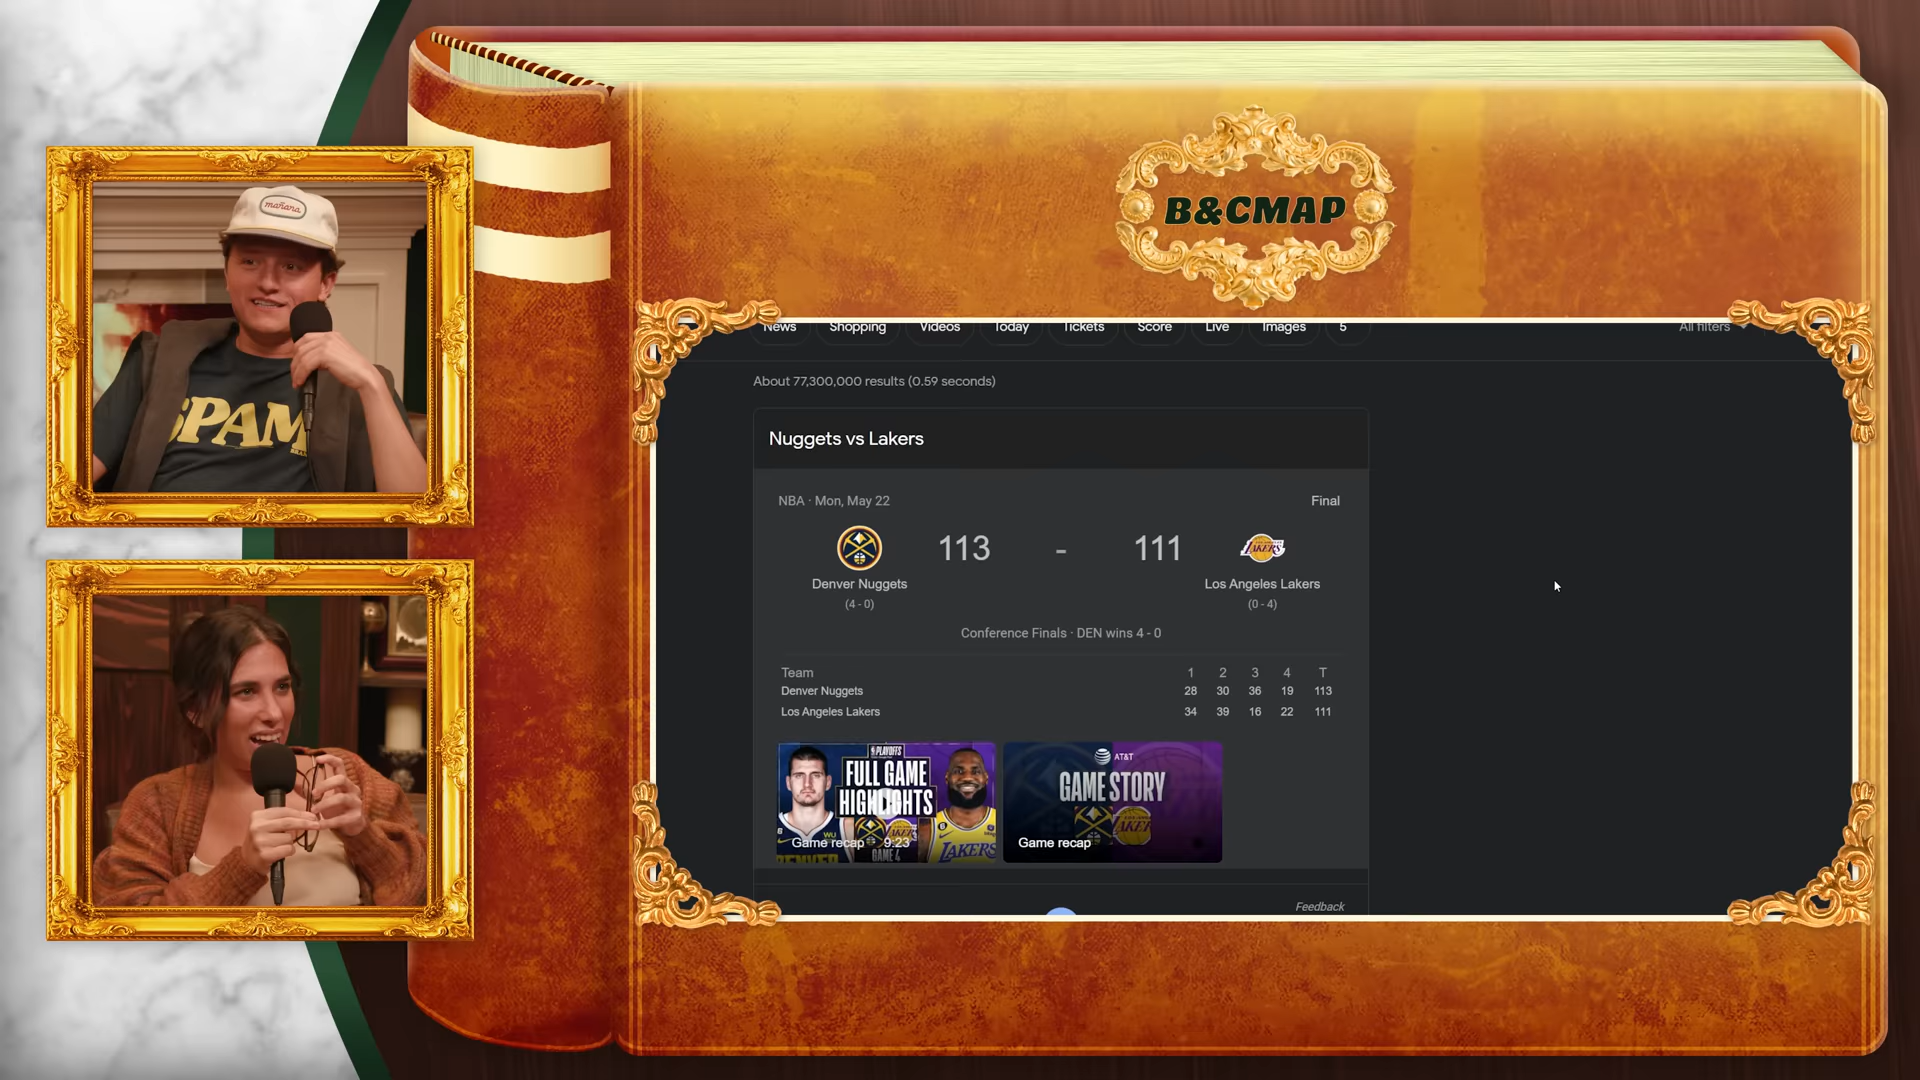 B&CMAP
mañana
SPAM
News Shopping Videos Today Tickets Score Live Images 5 All filters
About 77,300,000 results (0.59 seconds)
Nuggets vs Lakers
NBA · Mon, May 22 Final
113 - 111
LAKERS
Denver Nuggets Los Angeles Lakers
(4 - 0) (0 - 4)
Conference Finals · DEN wins 4 - 0
Team 1 2 3 4 T
Denver Nuggets 28 30 36 19 113
Los Angeles Lakers 34 39 16 22 111
PLAYOFFS
FULL GAME
HIGHLIGHTS
GAME 4
Game recap 9:23
DENVER
LAKERS
AT&T
GAME STORY
Game recap
Feedback